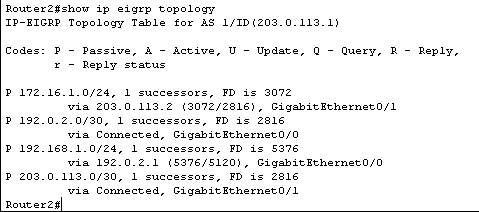 Router2#show ip eigrp topology
IP-EIGRP Topology Table for AS 1/ID(203.0.113.1)

Codes: P - Passive, A - Active, U - Update, Q - Query, R - Reply,
       r - Reply status

P 172.16.1.0/24, 1 successors, FD is 3072
         via 203.0.113.2 (3072/2816), GigabitEthernet0/1
P 192.0.2.0/30, 1 successors, FD is 2816
         via Connected, GigabitEthernet0/0
P 192.168.1.0/24, 1 successors, FD is 5376
         via 192.0.2.1 (5376/5120), GigabitEthernet0/0
P 203.0.113.0/30, 1 successors, FD is 2816
         via Connected, GigabitEthernet0/1
Router2#